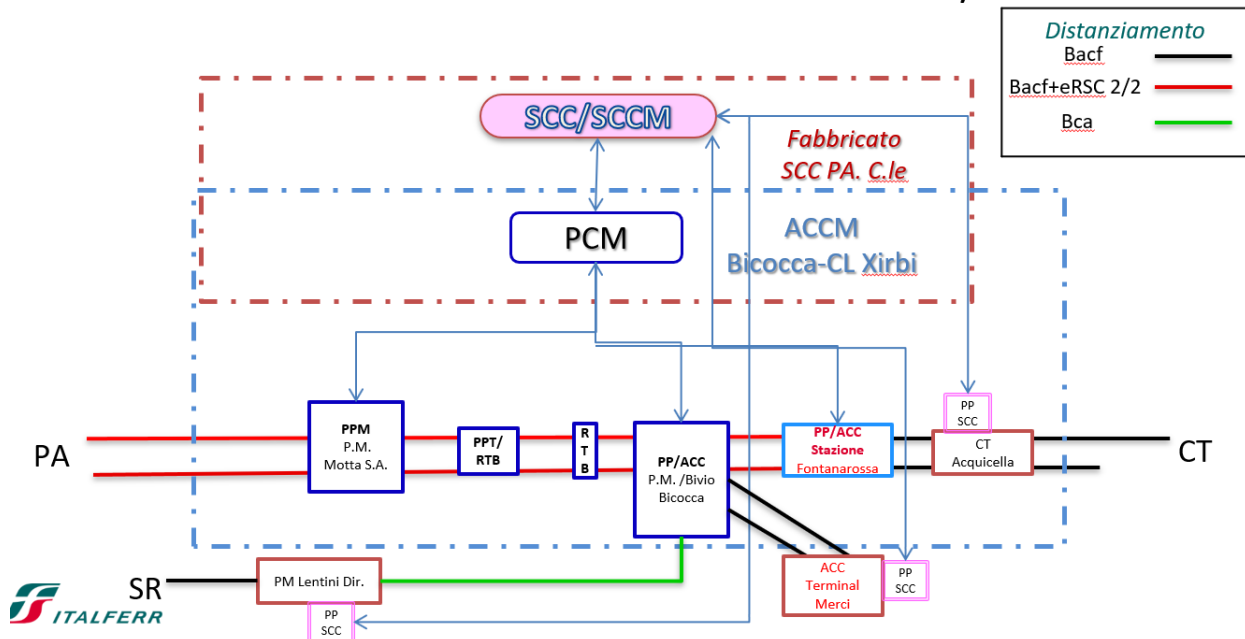 Distanziamento
Bacf
Bacf+eRSC 2/2
Bca
SCC/SCCM
Fabbricato
SCC PA. C.le
PCM
ACCM
Bicocca-CL Xirbi
PA
PPM
P.M.
Motta S.A.
PPT/
RTB
R
T
B
PP/ACC
P.M. /Bivio
Bicocca
PP/ACC
Stazione
Fontanarossa
PP
SCC
CT
Acquicella
CT
SR
PM Lentini Dir.
PP
SCC
ACC
Terminal
Merci
PP
SCC
ITALFERR